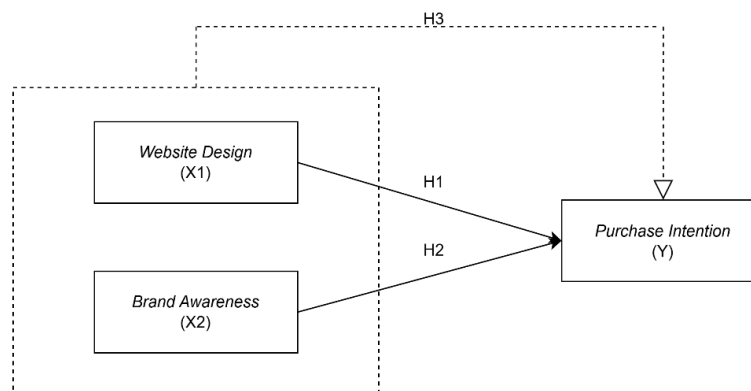 H3
Website Design
(X1)
H1
Purchase Intention
(Y)
H2
Brand Awareness
(X2)